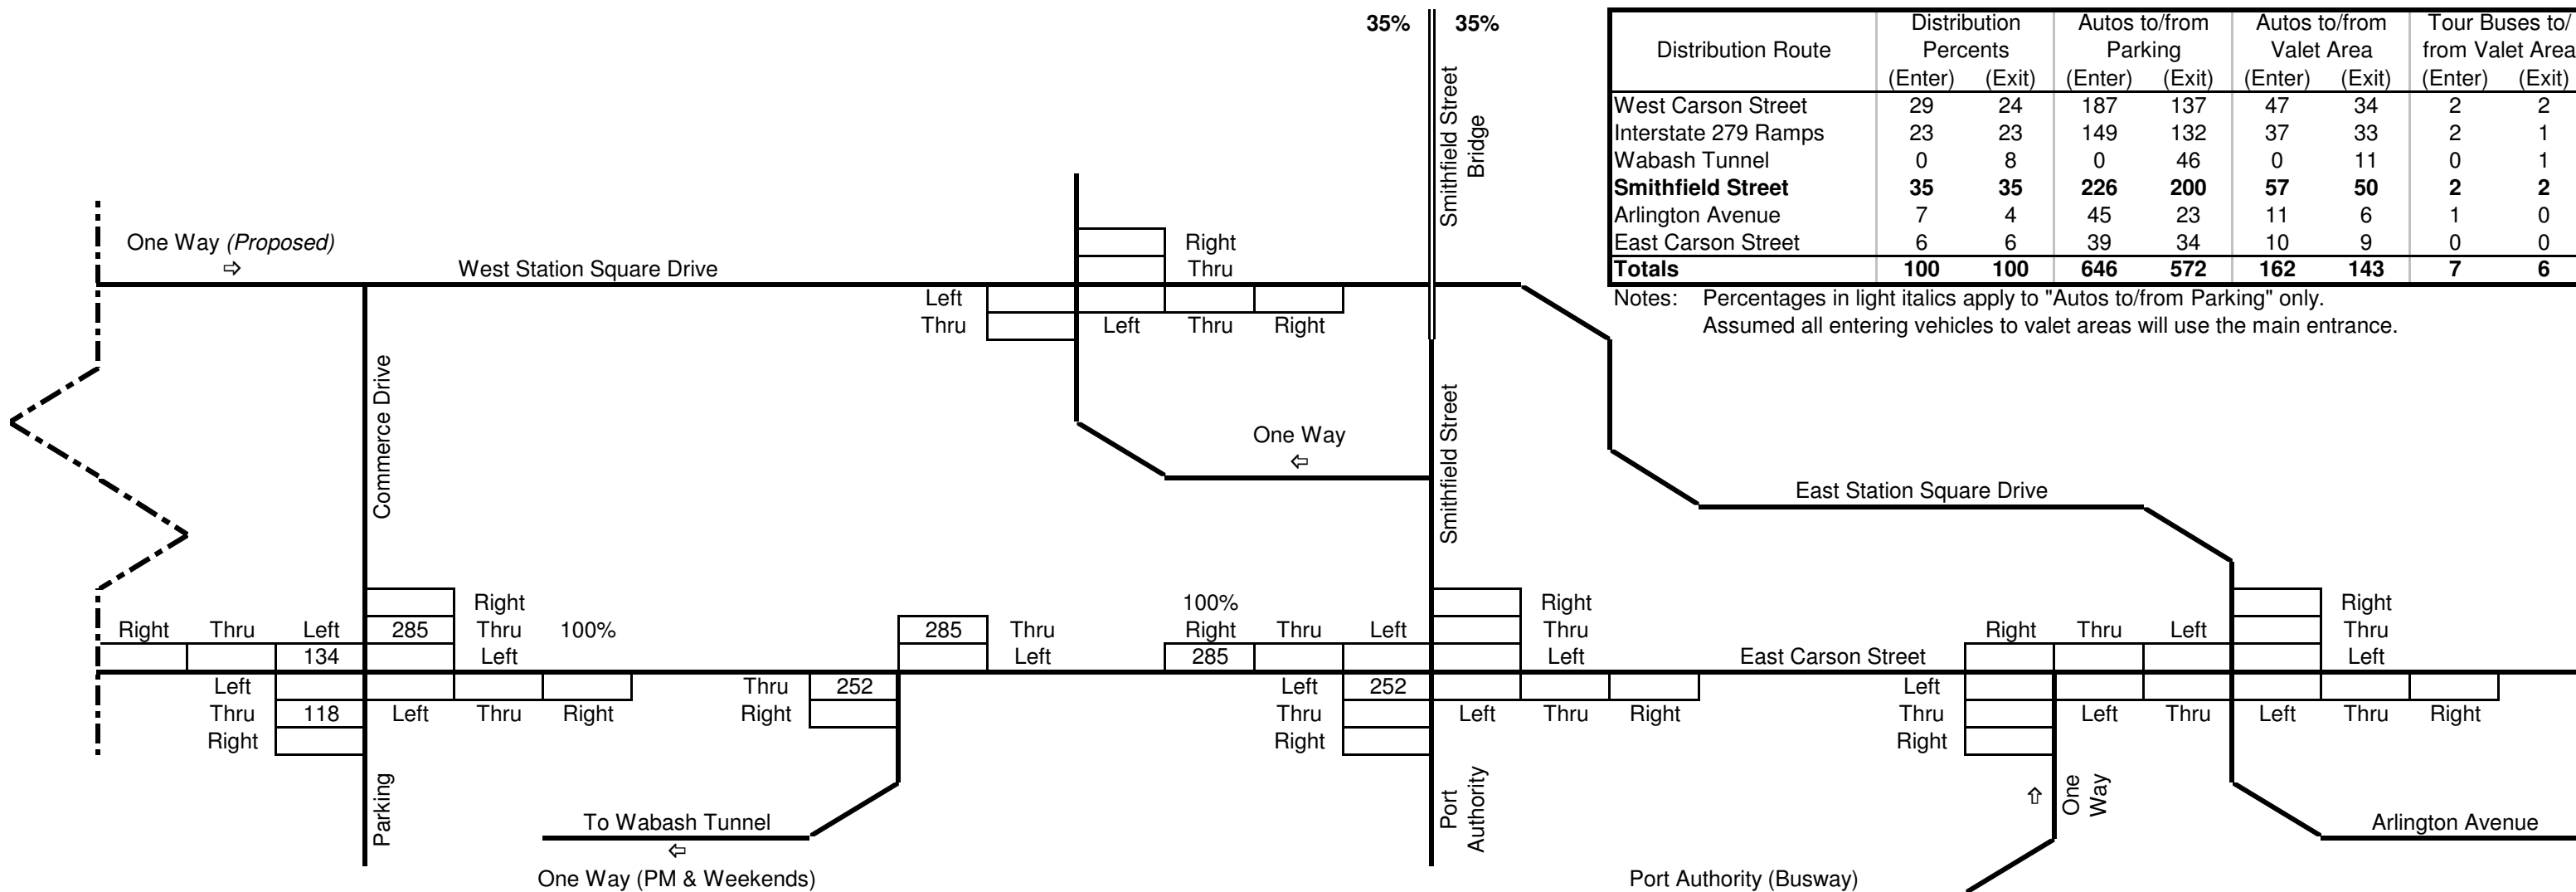 35% 35%
Smithfield Street
Bridge
Distribution Route
Distribution
Percents
Autos to/from
Parking
Autos to/from
Valet Area
Tour Buses to/
from Valet Area
(Enter) (Exit) (Enter) (Exit) (Enter) (Exit) (Enter) (Exit)
West Carson Street 29 24 187 137 47 34 2 2
Interstate 279 Ramps 23 23 149 132 37 33 2 1
Wabash Tunnel 0 8 0 46 0 11 0 1
Smithfield Street 35 35 226 200 57 50 2 2
Arlington Avenue 7 4 45 23 11 6 1 0
East Carson Street 6 6 39 34 10 9 0 0
Totals 100 100 646 572 162 143 7 6
Notes: Percentages in light italics apply to "Autos to/from Parking" only.
Assumed all entering vehicles to valet areas will use the main entrance.
One Way (Proposed)
⇨
West Station Square Drive
Right
Thru
Left
Thru
Left Thru Right
Commerce Drive
One Way
⇦
Smithfield Street
East Station Square Drive
Right Thru Left
134
Right
285 Thru 100%
Left
Left
Thru 118
Right
Left Thru Right
285 Thru
Left
Thru 252
Right
100%
Right Thru Left
285
Right
Thru
Left
Left 252
Thru
Right
Left Thru Right
East Carson Street
Right Thru Left
Right
Thru
Left
Left
Thru
Right
Left Thru Left Thru Right
Parking
To Wabash Tunnel
⇦
One Way (PM & Weekends)
Port
Authority
⇧
One
Way
Arlington Avenue
Port Authority (Busway)